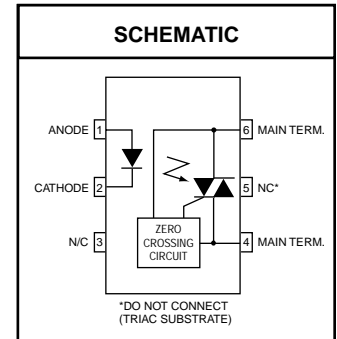 SCHEMATIC
ANODE 1
6 MAIN TERM.
CATHODE 2
5 NC*
N/C 3
ZERO
CROSSING
CIRCUIT
4 MAIN TERM.
*DO NOT CONNECT
(TRIAC SUBSTRATE)